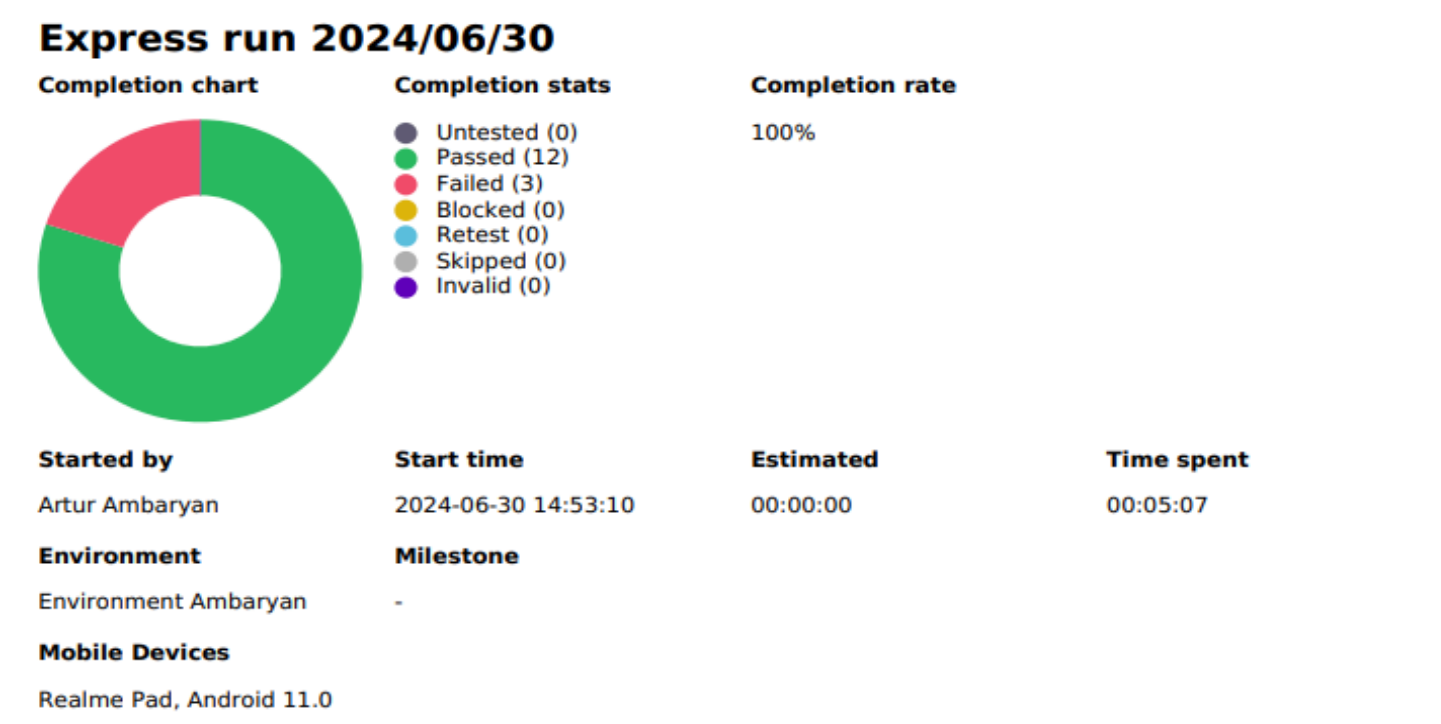 Express run 2024/06/30
Completion chart
Completion stats
Completion rate
Untested (0)
Passed (12)
Failed (3)
Blocked (0)
Retest (0)
Skipped (0)
Invalid (0)
100%
Started by
Start time
Estimated
Time spent
Artur Ambaryan
2024-06-30 14:53:10
00:00:00
00:05:07
Environment
Milestone
Environment Ambaryan
-
Mobile Devices
Realme Pad, Android 11.0